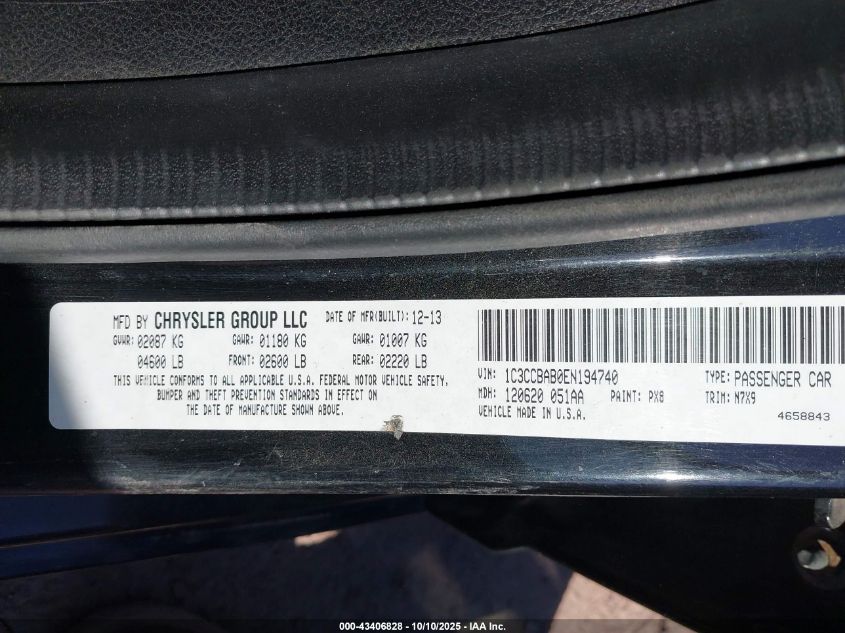 MFD BY CHRYSLER GROUP LLC DATE OF MFR(BUILT): 12-13
GVWR: 02087 KG GAWR: 01180 KG GAWR: 01007 KG
04600 LB FRONT: 02600 LB REAR: 02220 LB
THIS VEHICLE CONFORMS TO ALL APPLICABLE U.S.A. FEDERAL MOTOR VEHICLE SAFETY,
BUMPER AND THEFT PREVENTION STANDARDS IN EFFECT ON
THE DATE OF MANUFACTURE SHOWN ABOVE.
VIN: 1C3CCBAB0EN194740 TYPE: PASSENGER CAR
MDH: 120620 051AA PAINT: PX8 TRIM: N7X9
VEHICLE MADE IN U.S.A. 4658843
000-43406828 - 10/10/2025 - IAA Inc.